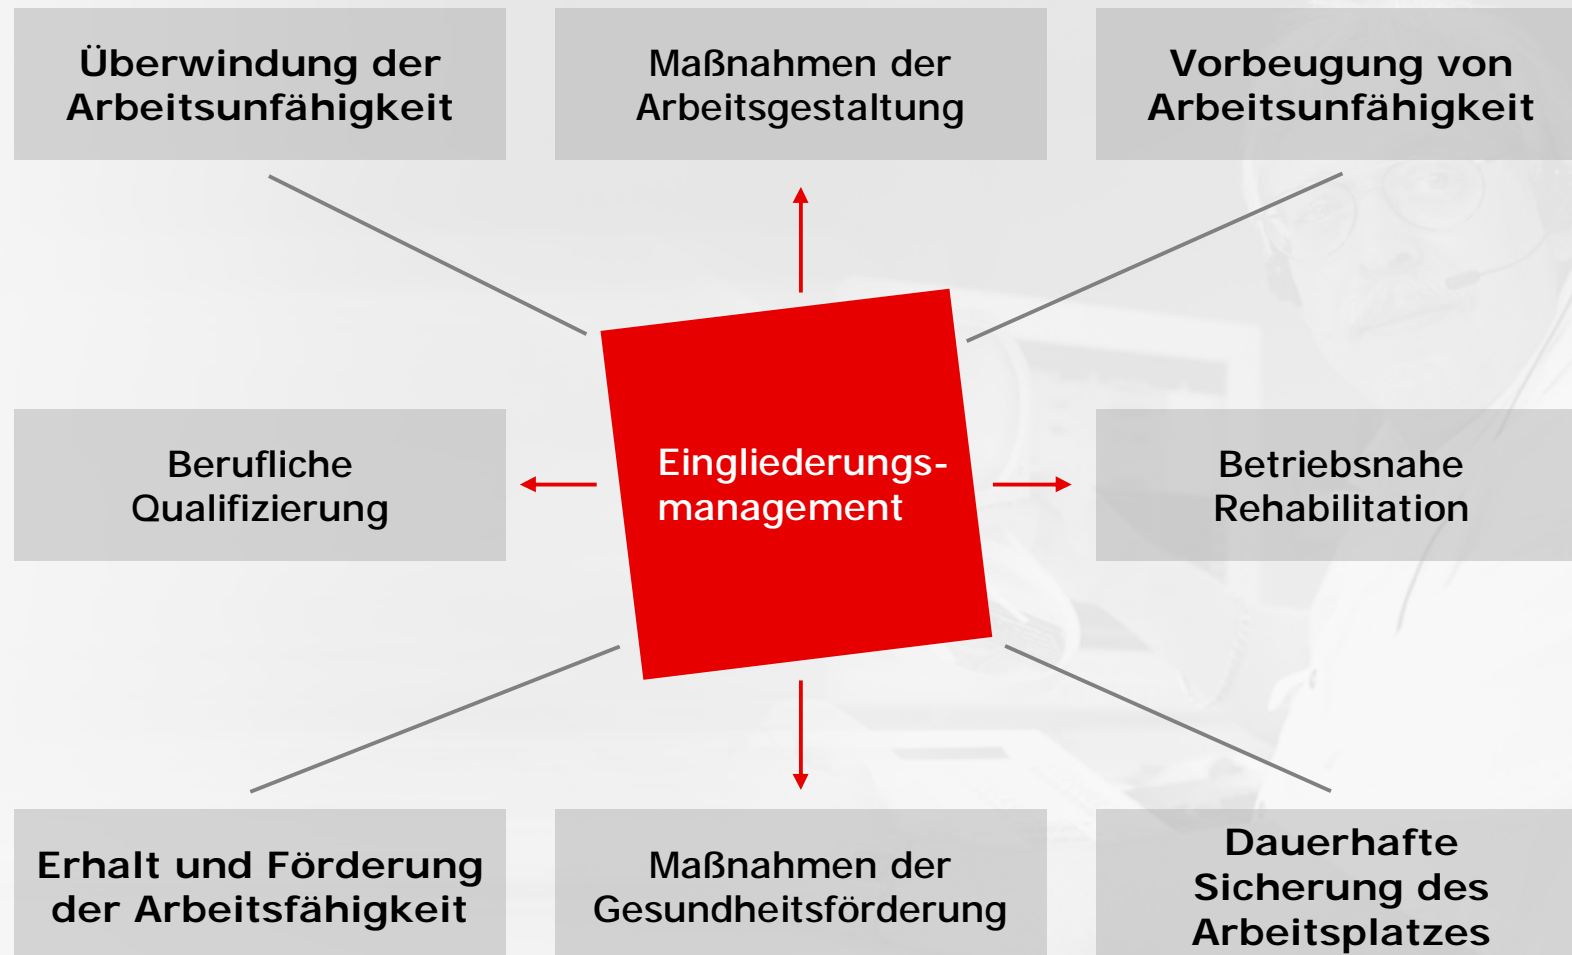 Überwindung der
Arbeitsunfähigkeit
Maßnahmen der
Arbeitsgestaltung
Vorbeugung von
Arbeitsunfähigkeit
Berufliche
Qualifizierung
Eingliederungs-
management
Betriebsnahe
Rehabilitation
Erhalt und Förderung
der Arbeitsfähigkeit
Maßnahmen der
Gesundheitsförderung
Dauerhafte
Sicherung des
Arbeitsplatzes